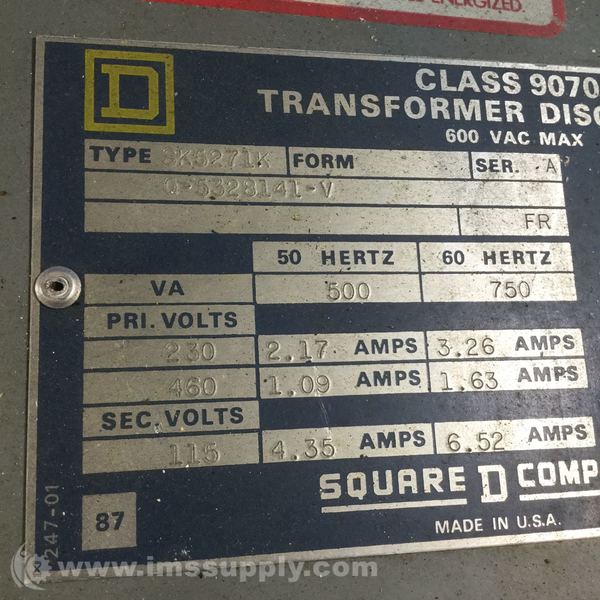 ENERGIZED.
D
CLASS 9070
TRANSFORMER
600 VAC MAX
TYPE SK5271K FORM SER. A
Q-5328141-V
FR
50 HERTZ 60 HERTZ
VA 500 750
PRI. VOLTS
230 2.17 AMPS 3.26 AMPS
460 1.09 AMPS 1.63 AMPS
SEC. VOLTS
115 4.35 AMPS 6.52 AMPS
SQUARE D COMP
87
MADE IN U.S.A.
247-01
www.imssupply.com